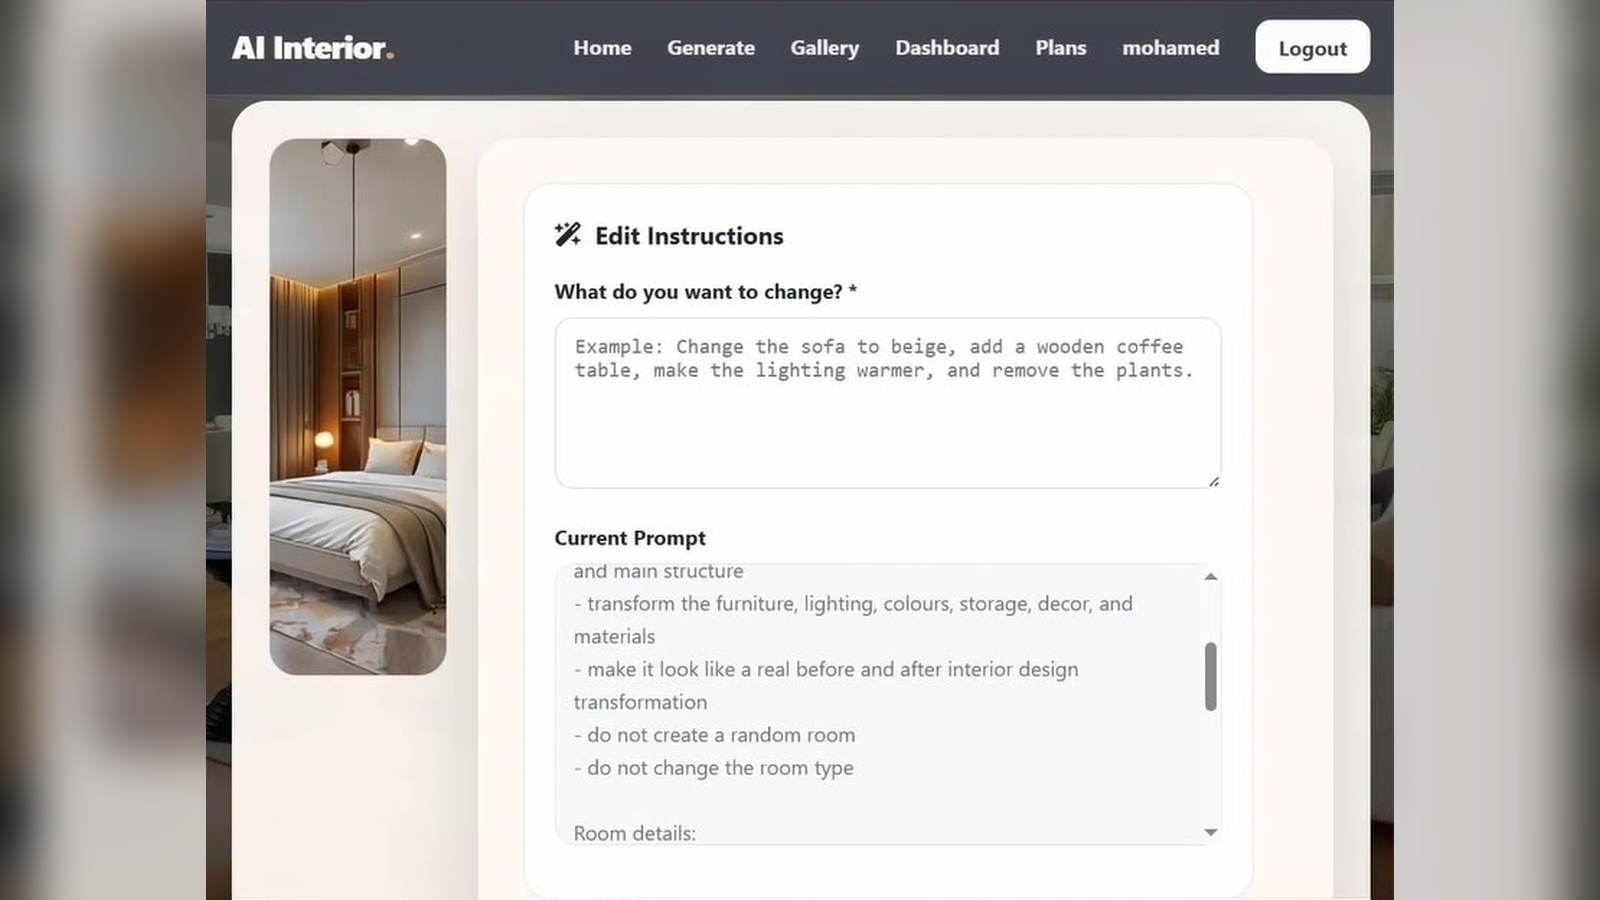 AI Interior.
Home Generate Gallery Dashboard Plans mohamed Logout
Edit Instructions
What do you want to change? *
Example: Change the sofa to beige, add a wooden coffee
table, make the lighting warmer, and remove the plants.
Current Prompt
and main structure
- transform the furniture, lighting, colours, storage, decor, and
materials
- make it look like a real before and after interior design
transformation
- do not create a random room
- do not change the room type
Room details: